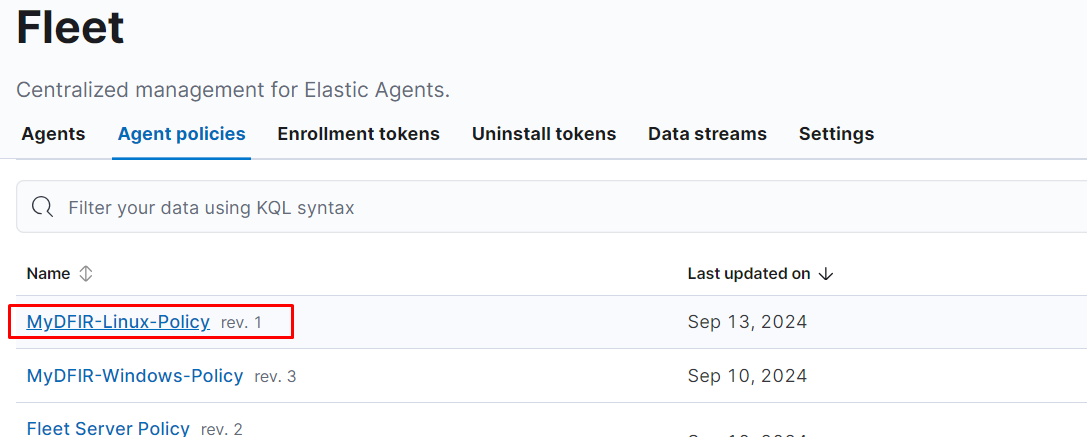 Fleet
Centralized management for Elastic Agents.
Agents Agent policies Enrollment tokens Uninstall tokens Data streams Settings
Filter your data using KQL syntax
Name Last updated on
MyDFIR-Linux-Policy rev. 1 Sep 13, 2024
MyDFIR-Windows-Policy rev. 3 Sep 10, 2024
Fleet Server Policy rev. 2